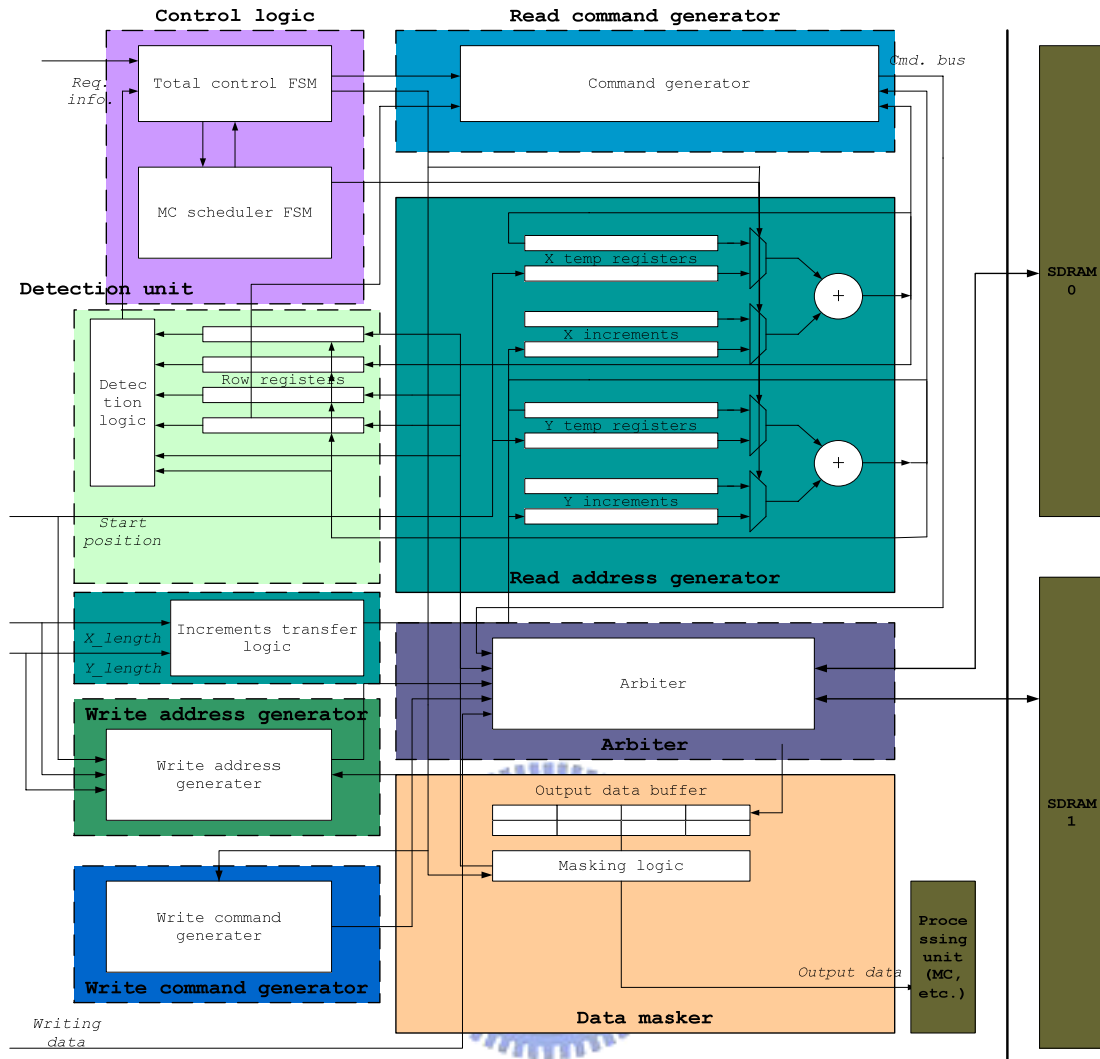 Control logic
Read command generator
Req.
info.
Total control FSM
Command generator
Cmd. bus
MC scheduler FSM
SDRAM
0
X temp registers
X increments
Y temp registers
Y increments
Read address generator
Detection unit
Detec
tion
logic
Row registers
Start
position
X_length
Y_length
Increments transfer
logic
Arbiter
Arbiter
SDRAM
1
Write address generator
Write address
generater
Output data buffer
Masking logic
Write command
generater
Write command generator
Proce
ssing
unit
(MC,
etc.)
Output data
Data masker
Writing
data